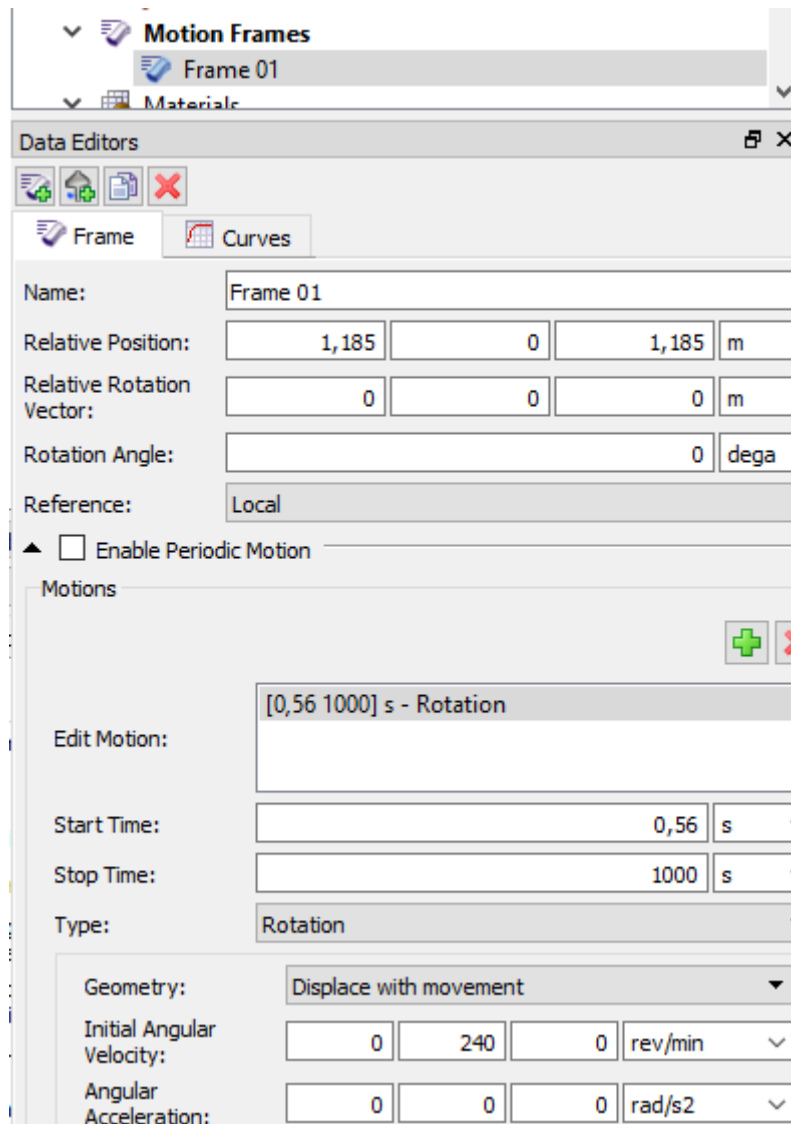 Motion Frames
Frame 01
Materials
Data Editors
Frame Curves
Name: Frame 01
Relative Position: 1,185 0 1,185 m
Relative Rotation
Vector: 0 0 0 m
Rotation Angle: 0 dega
Reference: Local
Enable Periodic Motion
Motions
[0,56 1000] s - Rotation
Edit Motion:
Start Time: 0,56 s
Stop Time: 1000 s
Type: Rotation
Geometry: Displace with movement
Initial Angular
Velocity: 0 240 0 rev/min
Angular
Acceleration: 0 0 0 rad/s2